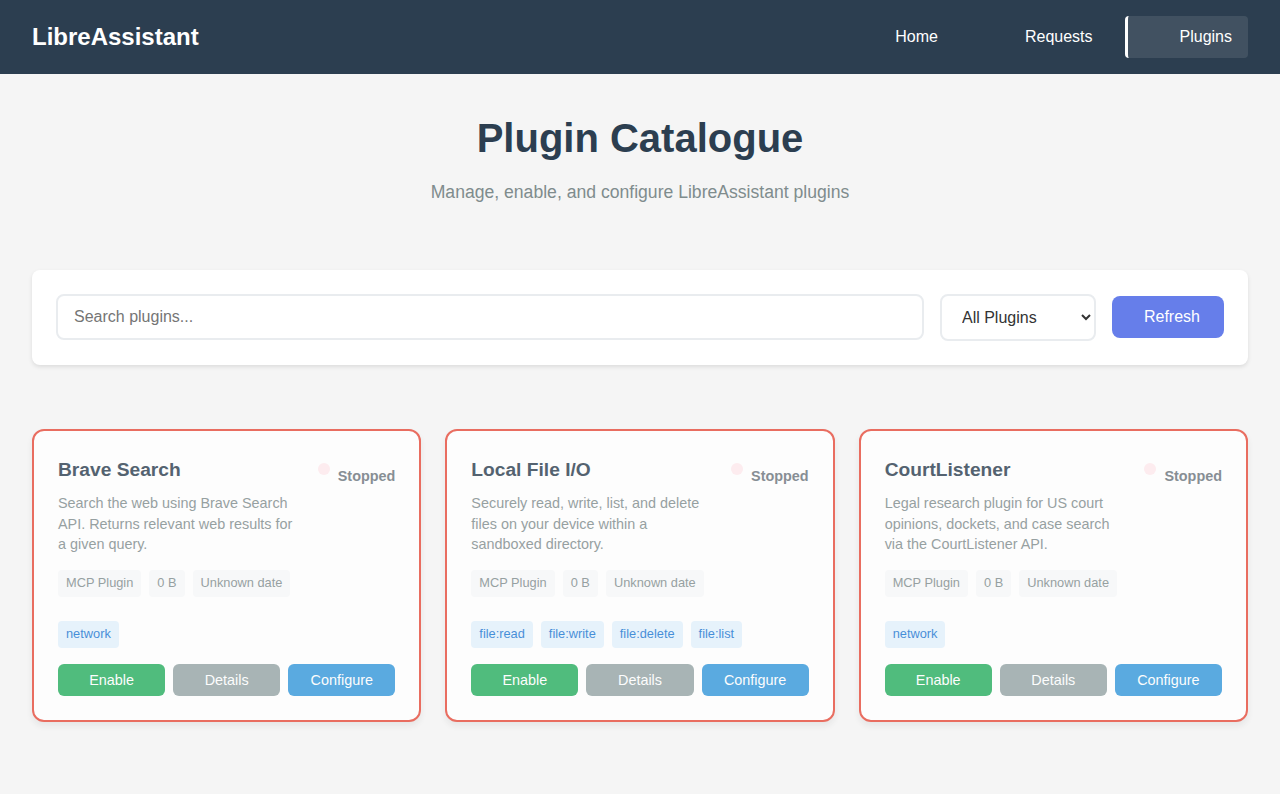 LibreAssistant
Home
Requests
Plugins
Plugin Catalogue
Manage, enable, and configure LibreAssistant plugins
Search plugins...
All Plugins
Refresh
Brave Search
Stopped
Search the web using Brave Search
API. Returns relevant web results for
a given query.
MCP Plugin
0 B
Unknown date
network
Enable
Details
Configure
Local File I/O
Stopped
Securely read, write, list, and delete
files on your device within a
sandboxed directory.
MCP Plugin
0 B
Unknown date
file:read
file:write
file:delete
file:list
Enable
Details
Configure
CourtListener
Stopped
Legal research plugin for US court
opinions, dockets, and case search
via the CourtListener API.
MCP Plugin
0 B
Unknown date
network
Enable
Details
Configure